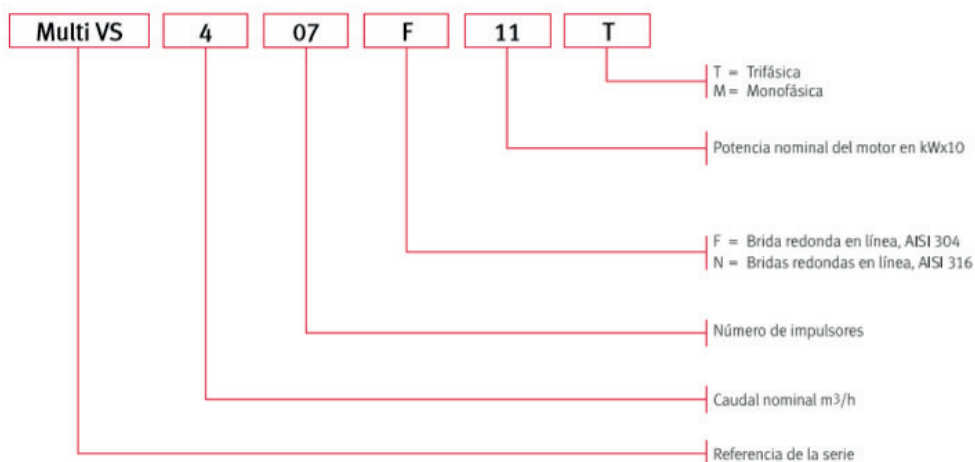 Multi VS 4 07 F 11 T
T = Trifásica
M = Monofásica
Potencia nominal del motor en kWx10
F = Brida redonda en línea, AISI 304
N = Bridas redondas en línea, AISI 316
Número de impulsores
Caudal nominal m3/h
Referencia de la serie